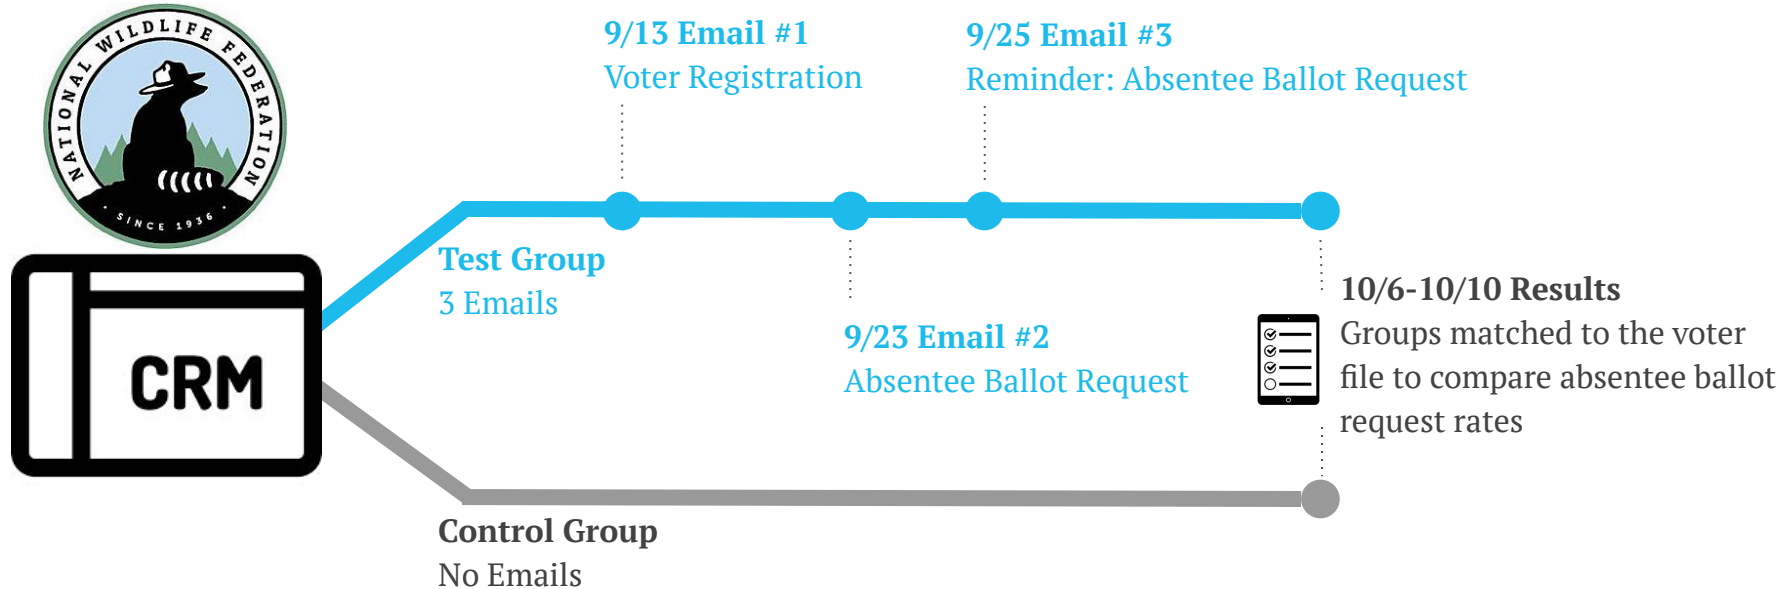 NATIONAL WILDLIFE FEDERATION
• SINCE 1936 •
CRM
9/13 Email #1
Voter Registration
9/25 Email #3
Reminder: Absentee Ballot Request
Test Group
3 Emails
9/23 Email #2
Absentee Ballot Request
10/6-10/10 Results
Groups matched to the voter
file to compare absentee ballot
request rates
Control Group
No Emails